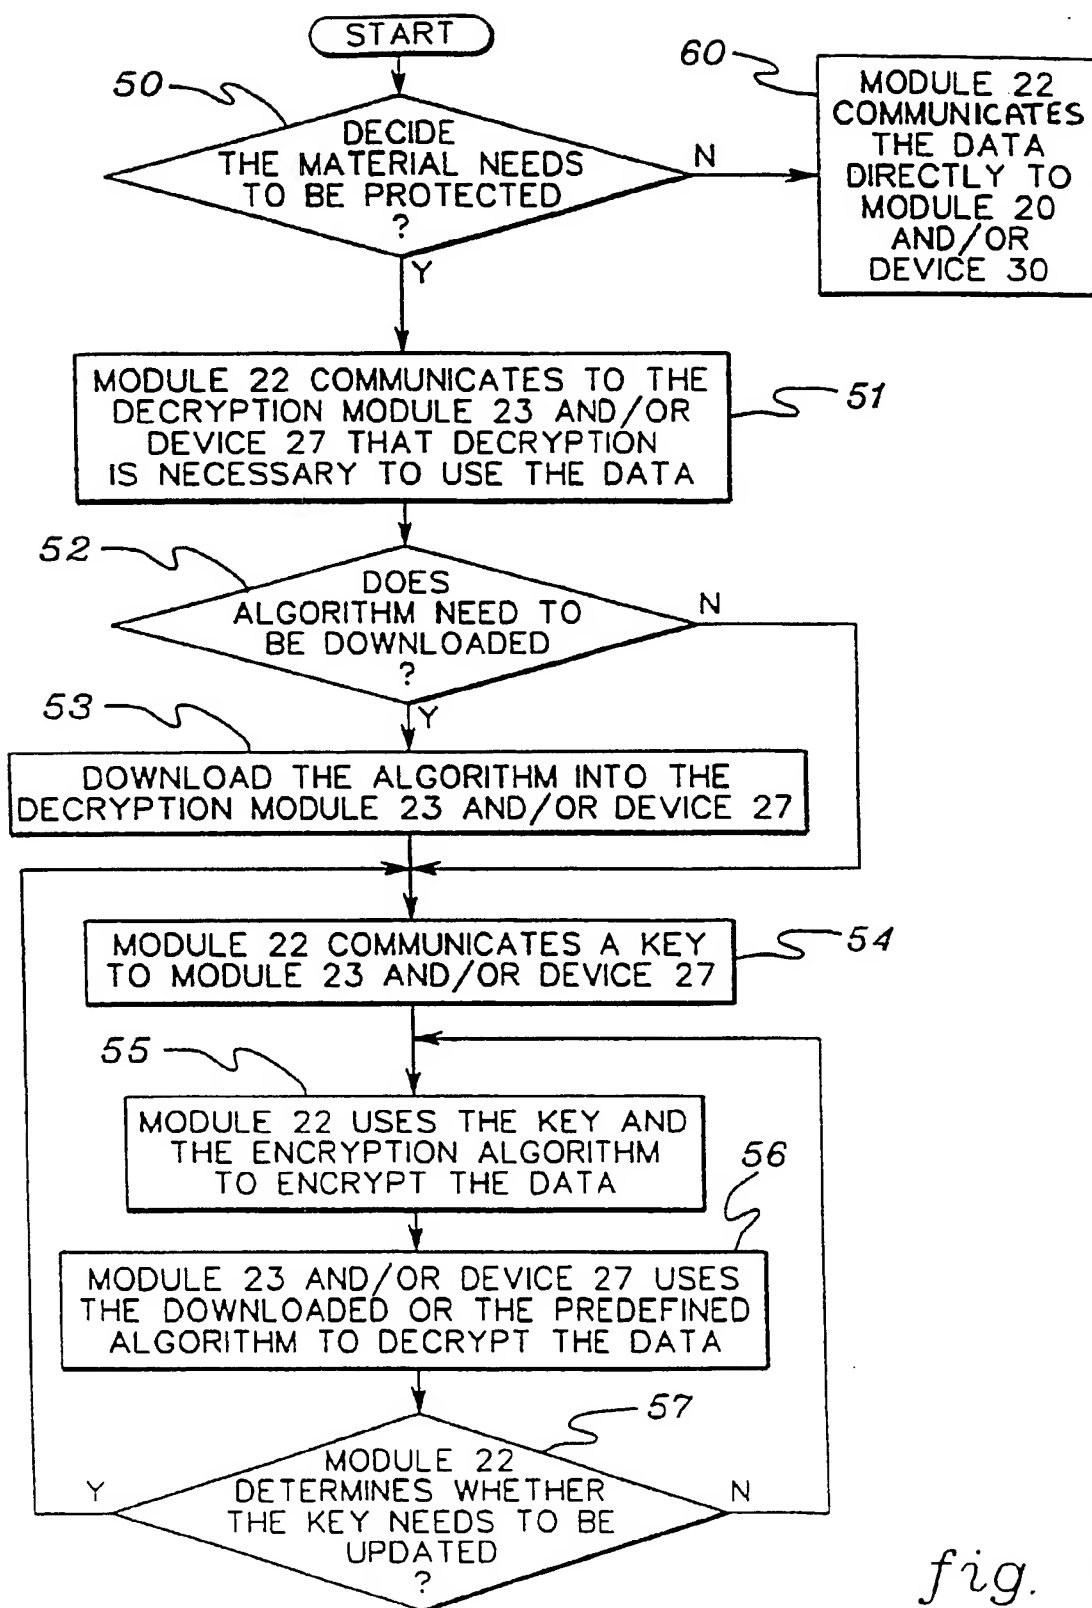 START
50
DECIDE
THE MATERIAL NEEDS
TO BE PROTECTED
?
N
Y
60
MODULE 22
COMMUNICATES
THE DATA
DIRECTLY TO
MODULE 20
AND/OR
DEVICE 30
MODULE 22 COMMUNICATES TO THE
DECRYPTION MODULE 23 AND/OR
DEVICE 27 THAT DECRYPTION
IS NECESSARY TO USE THE DATA
51
52
DOES
ALGORITHM NEED TO
BE DOWNLOADED
?
N
Y
53
DOWNLOAD THE ALGORITHM INTO THE
DECRYPTION MODULE 23 AND/OR DEVICE 27
MODULE 22 COMMUNICATES A KEY
TO MODULE 23 AND/OR DEVICE 27
54
55
MODULE 22 USES THE KEY AND
THE ENCRYPTION ALGORITHM
TO ENCRYPT THE DATA
56
MODULE 23 AND/OR DEVICE 27 USES
THE DOWNLOADED OR THE PREDEFINED
ALGORITHM TO DECRYPT THE DATA
57
MODULE 22
DETERMINES WHETHER
THE KEY NEEDS TO BE
UPDATED
?
Y
N
fig.